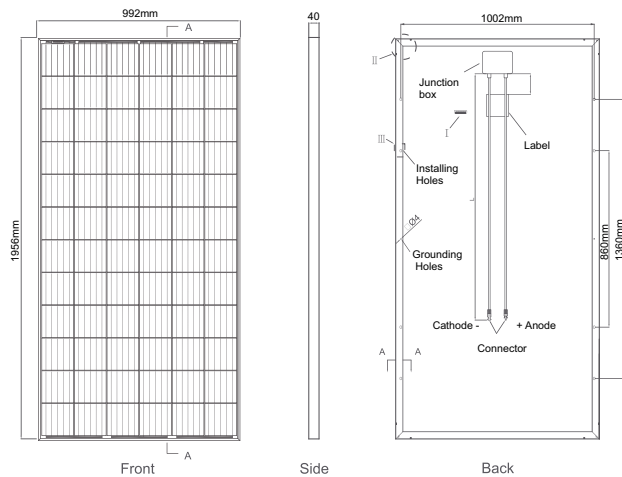 992mm
A
1956mm
A
Front
40
Side
1002mm
II
Junction
box
I
Label
III
Installing
Holes
Ø4
Grounding
Holes
L
860mm
1360mm
Cathode -
+ Anode
Connector
A
A
Back